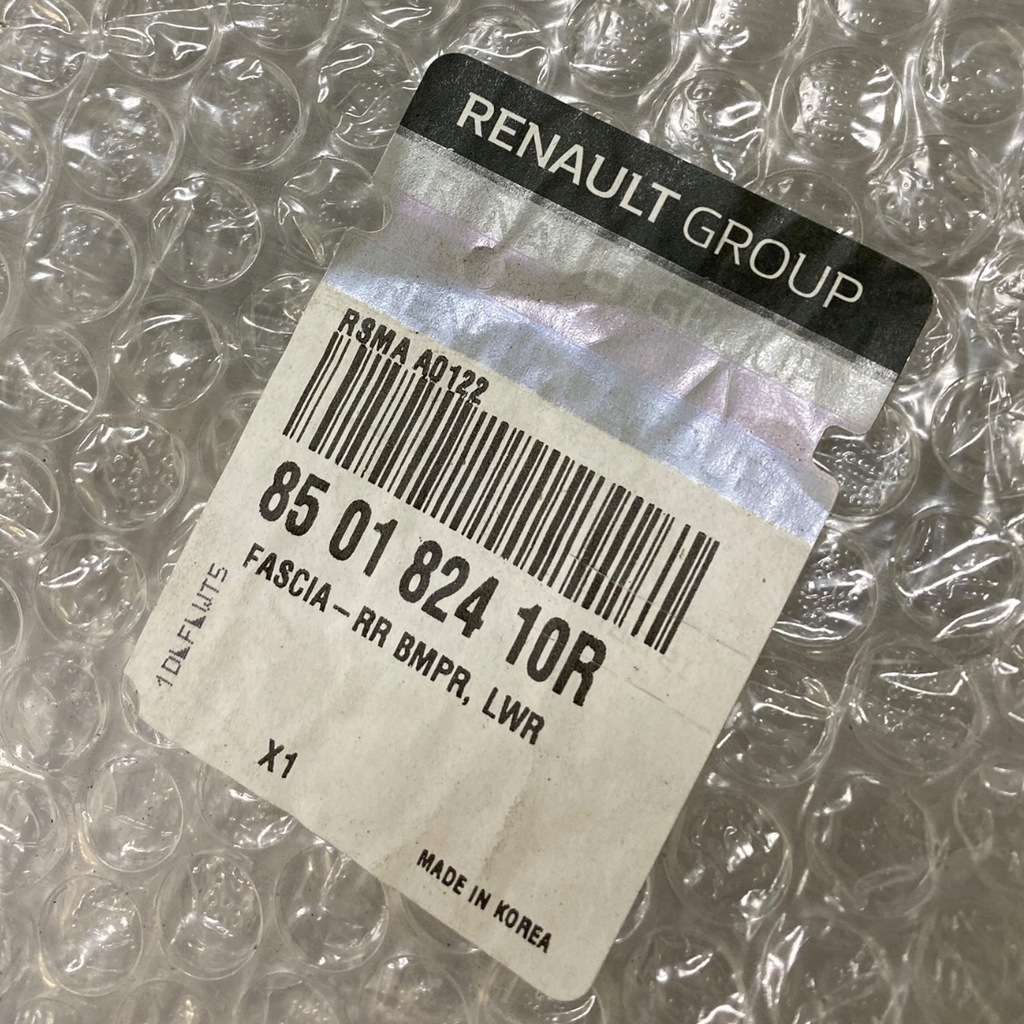 RENAULT GROUP
RSMA A0122
85 01 824 10R
FASCIA-RR BMPR, LWR
X1
MADE IN KOREA